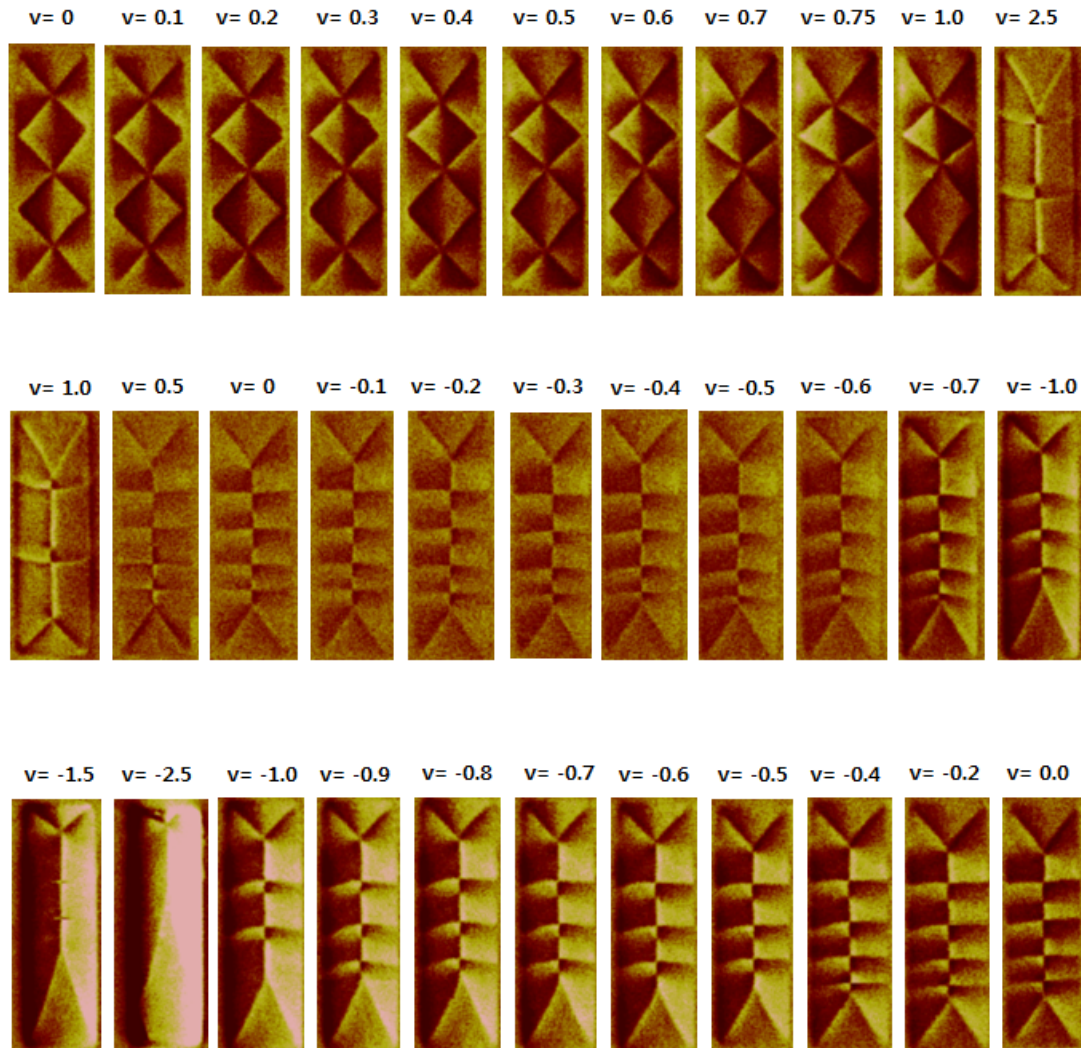 v= 0 v= 0.1 v= 0.2 v= 0.3 v= 0.4 v= 0.5 v= 0.6 v= 0.7 v= 0.75 v= 1.0 v= 2.5
v= 1.0 v= 0.5 v= 0 v= -0.1 v= -0.2 v= -0.3 v= -0.4 v= -0.5 v= -0.6 v= -0.7 v= -1.0
v= -1.5 v= -2.5 v= -1.0 v= -0.9 v= -0.8 v= -0.7 v= -0.6 v= -0.5 v= -0.4 v= -0.2 v= 0.0